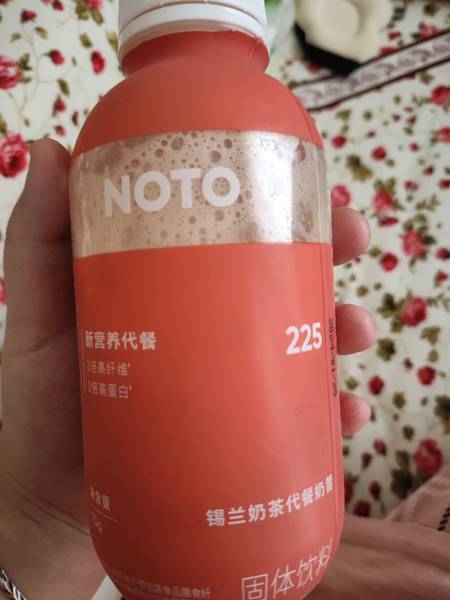 NOTO
新营养代餐
225
3倍高纤维*
2倍高蛋白*
净含量
锡兰奶茶代餐奶昔
固体饮料